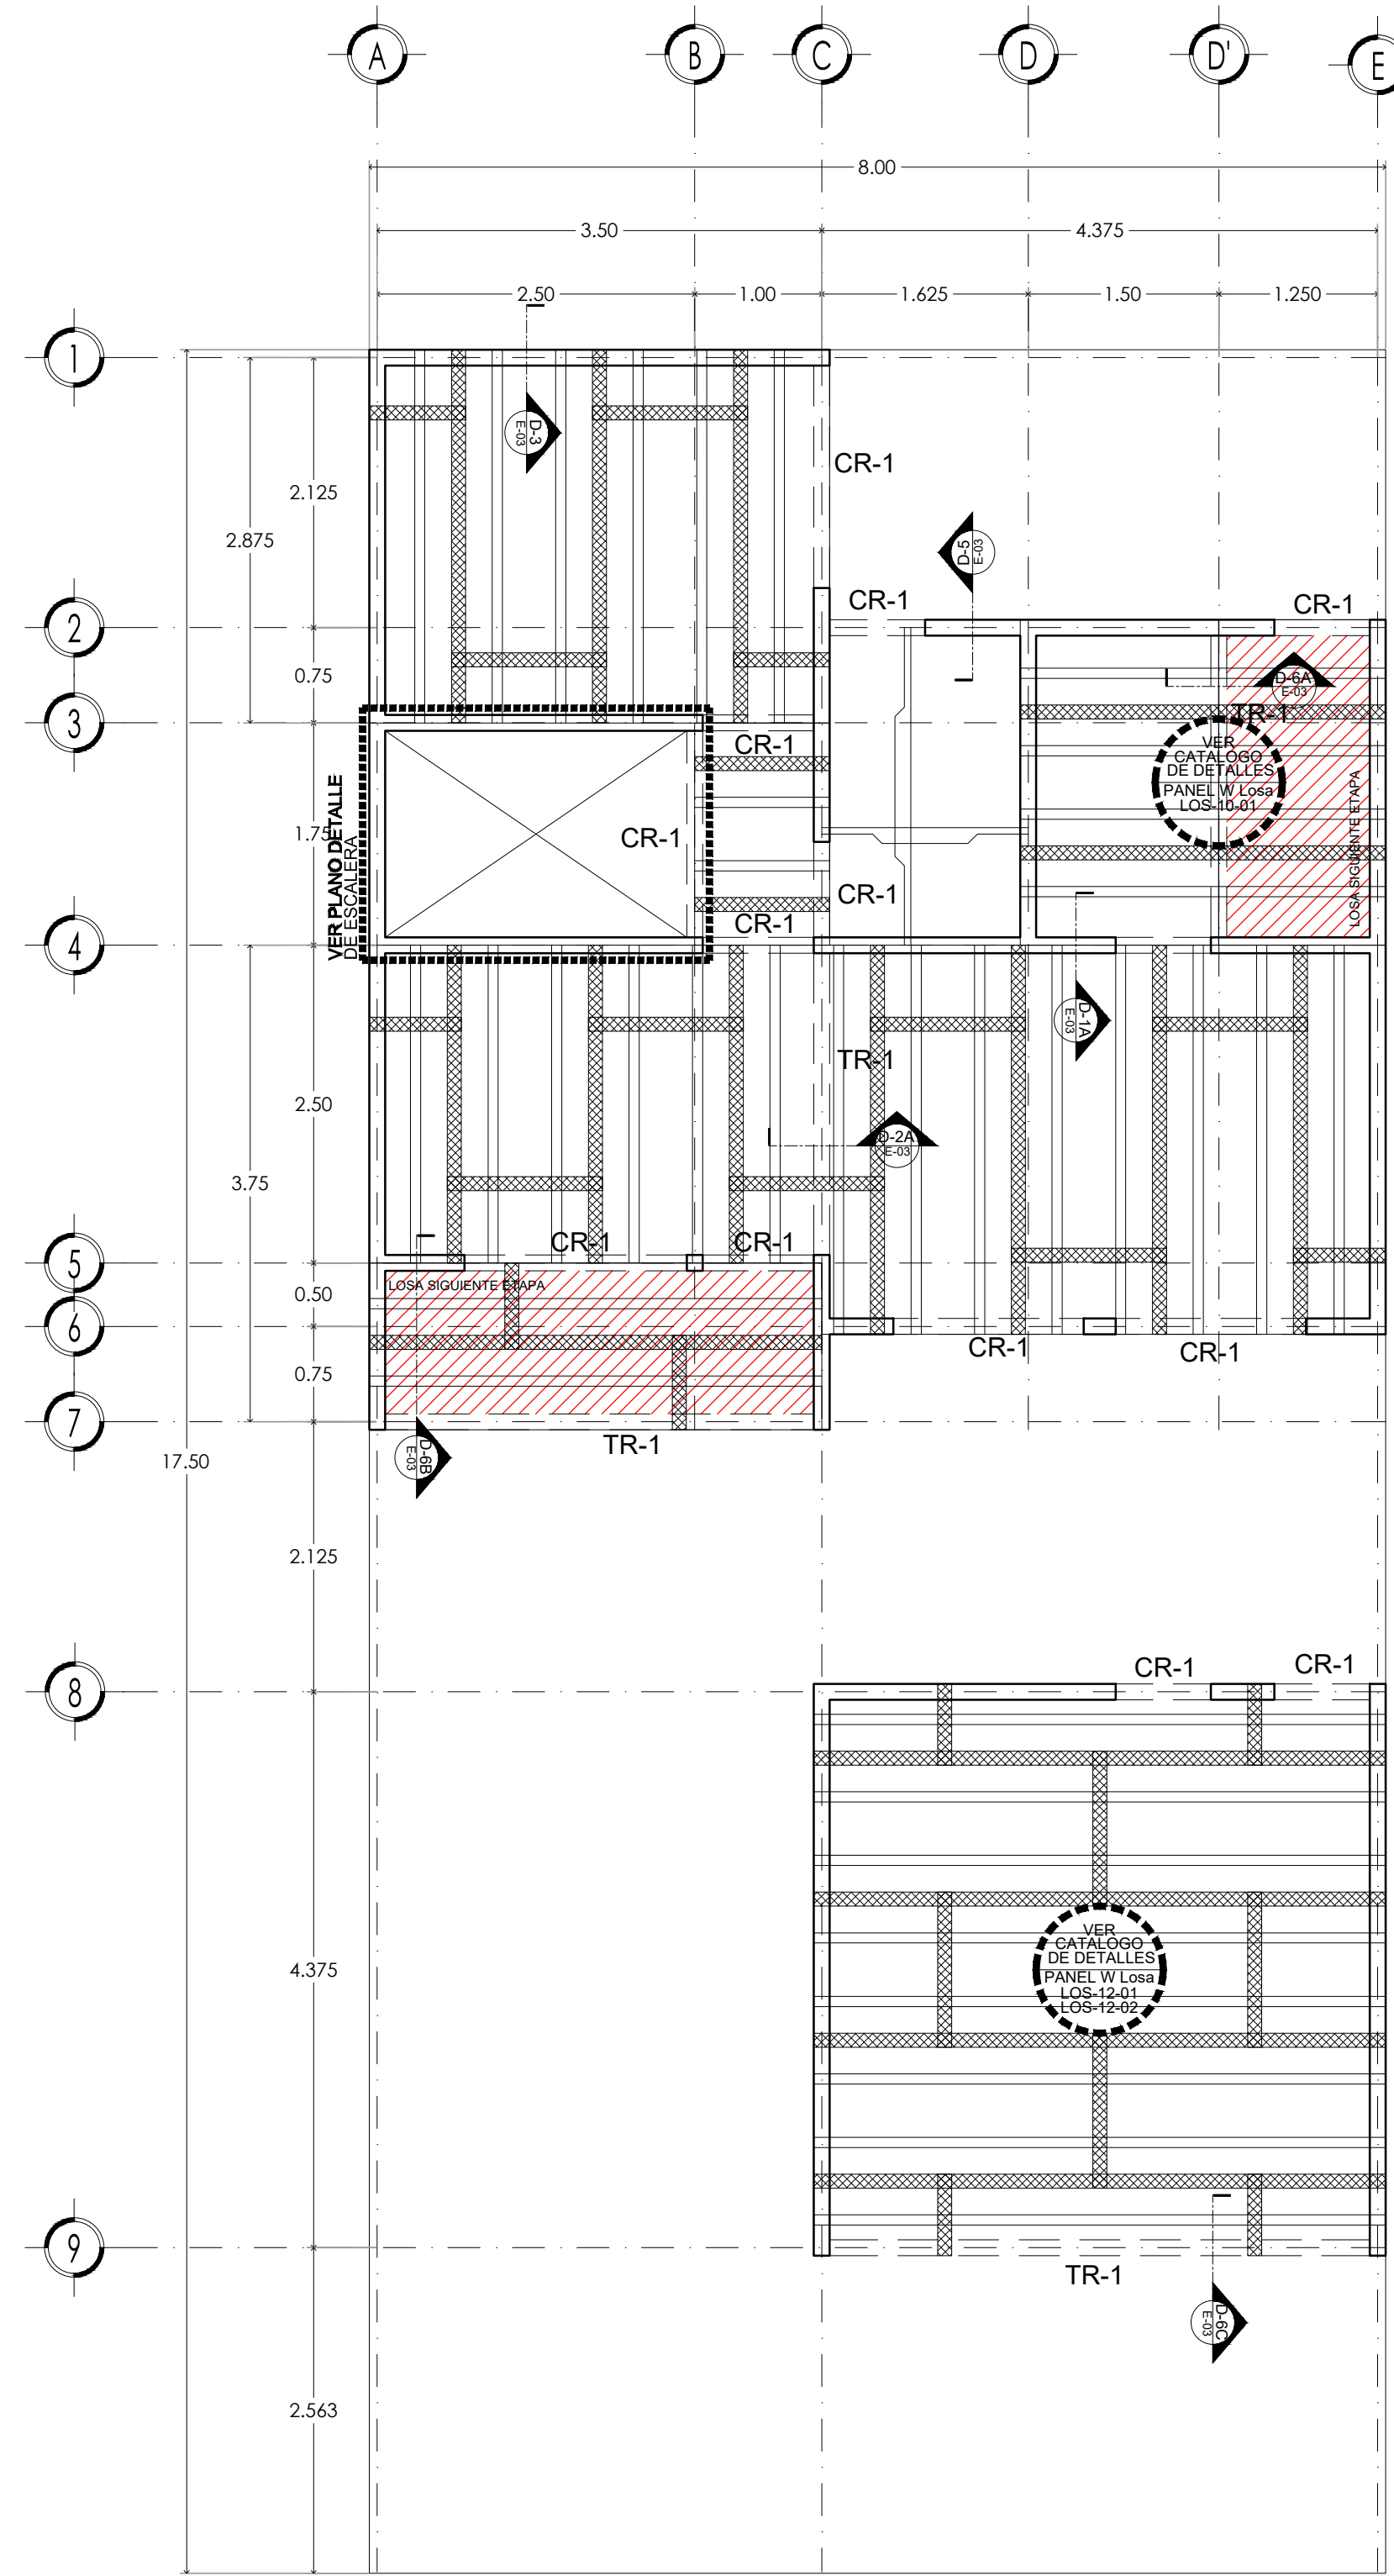 A
B
C
D
D'
E
8.00
3.50
4.375
2.50
1.00
1.625
1.50
1.250
1
D-3
E-03
CR-1
2.125
2.875
D-5
E-03
CR-1
CR-1
2
0.75
D-6A
E-03
TR-1
3
CR-1
VER
CATALOGO
DE DETALLES
PANEL W Losa
LOS-10-01
LOSA SIGUIENTE ETAPA
VER PLANO DETALLE
DE ESCALERA
1.75
CR-1
CR-1
CR-1
4
D-1A
E-03
TR-1
2.50
D-2A
E-03
3.75
CR-1
CR-1
5
LOSA SIGUIENTE ETAPA
0.50
6
CR-1
CR-1
0.75
7
TR-1
D-6B
E-03
17.50
2.125
CR-1
CR-1
8
VER
CATALOGO
DE DETALLES
PANEL W Losa
LOS-12-01
LOS-12-02
4.375
9
TR-1
D-6C
E-03
2.563